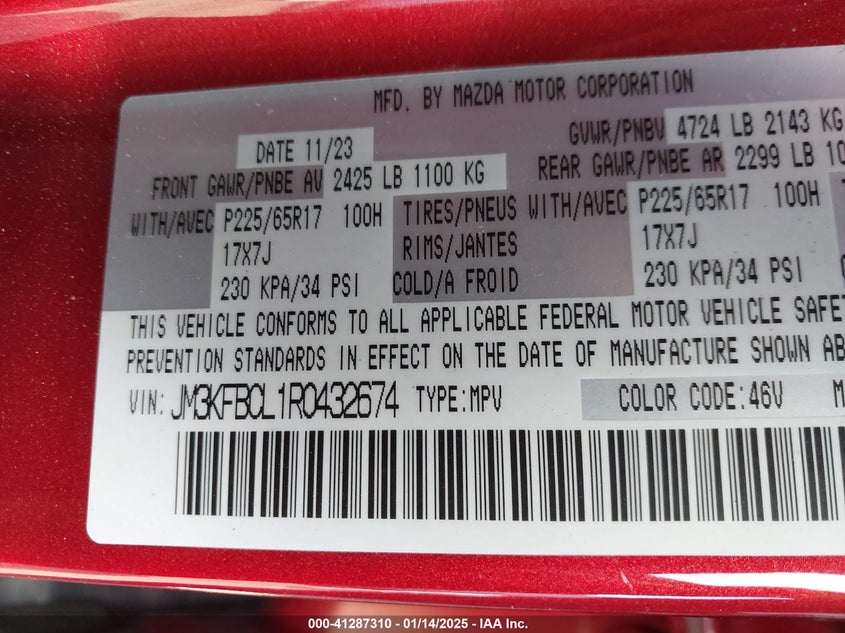 MFD. BY MAZDA MOTOR CORPORATION
DATE 11/23
GVWR/PNBV 4724 LB 2143 KG
FRONT GAWR/PNBE AV 2425 LB 1100 KG
REAR GAWR/PNBE AR 2299 LB
WITH/AVEC P225/65R17 100H TIRES/PNEUS WITH/AVEC P225/65R17 100H
17X7J RIMS/JANTES 17X7J
230 KPA/34 PSI COLD/A FROID 230 KPA/34 PSI
THIS VEHICLE CONFORMS TO ALL APPLICABLE FEDERAL MOTOR VEHICLE
PREVENTION STANDARDS IN EFFECT ON THE DATE OF MANUFACTURE SHOWN
VIN: JM3KFBCL1R0432674 TYPE:MPV COLOR CODE:46V
000-41287310 - 01/14/2025 - IAA Inc.